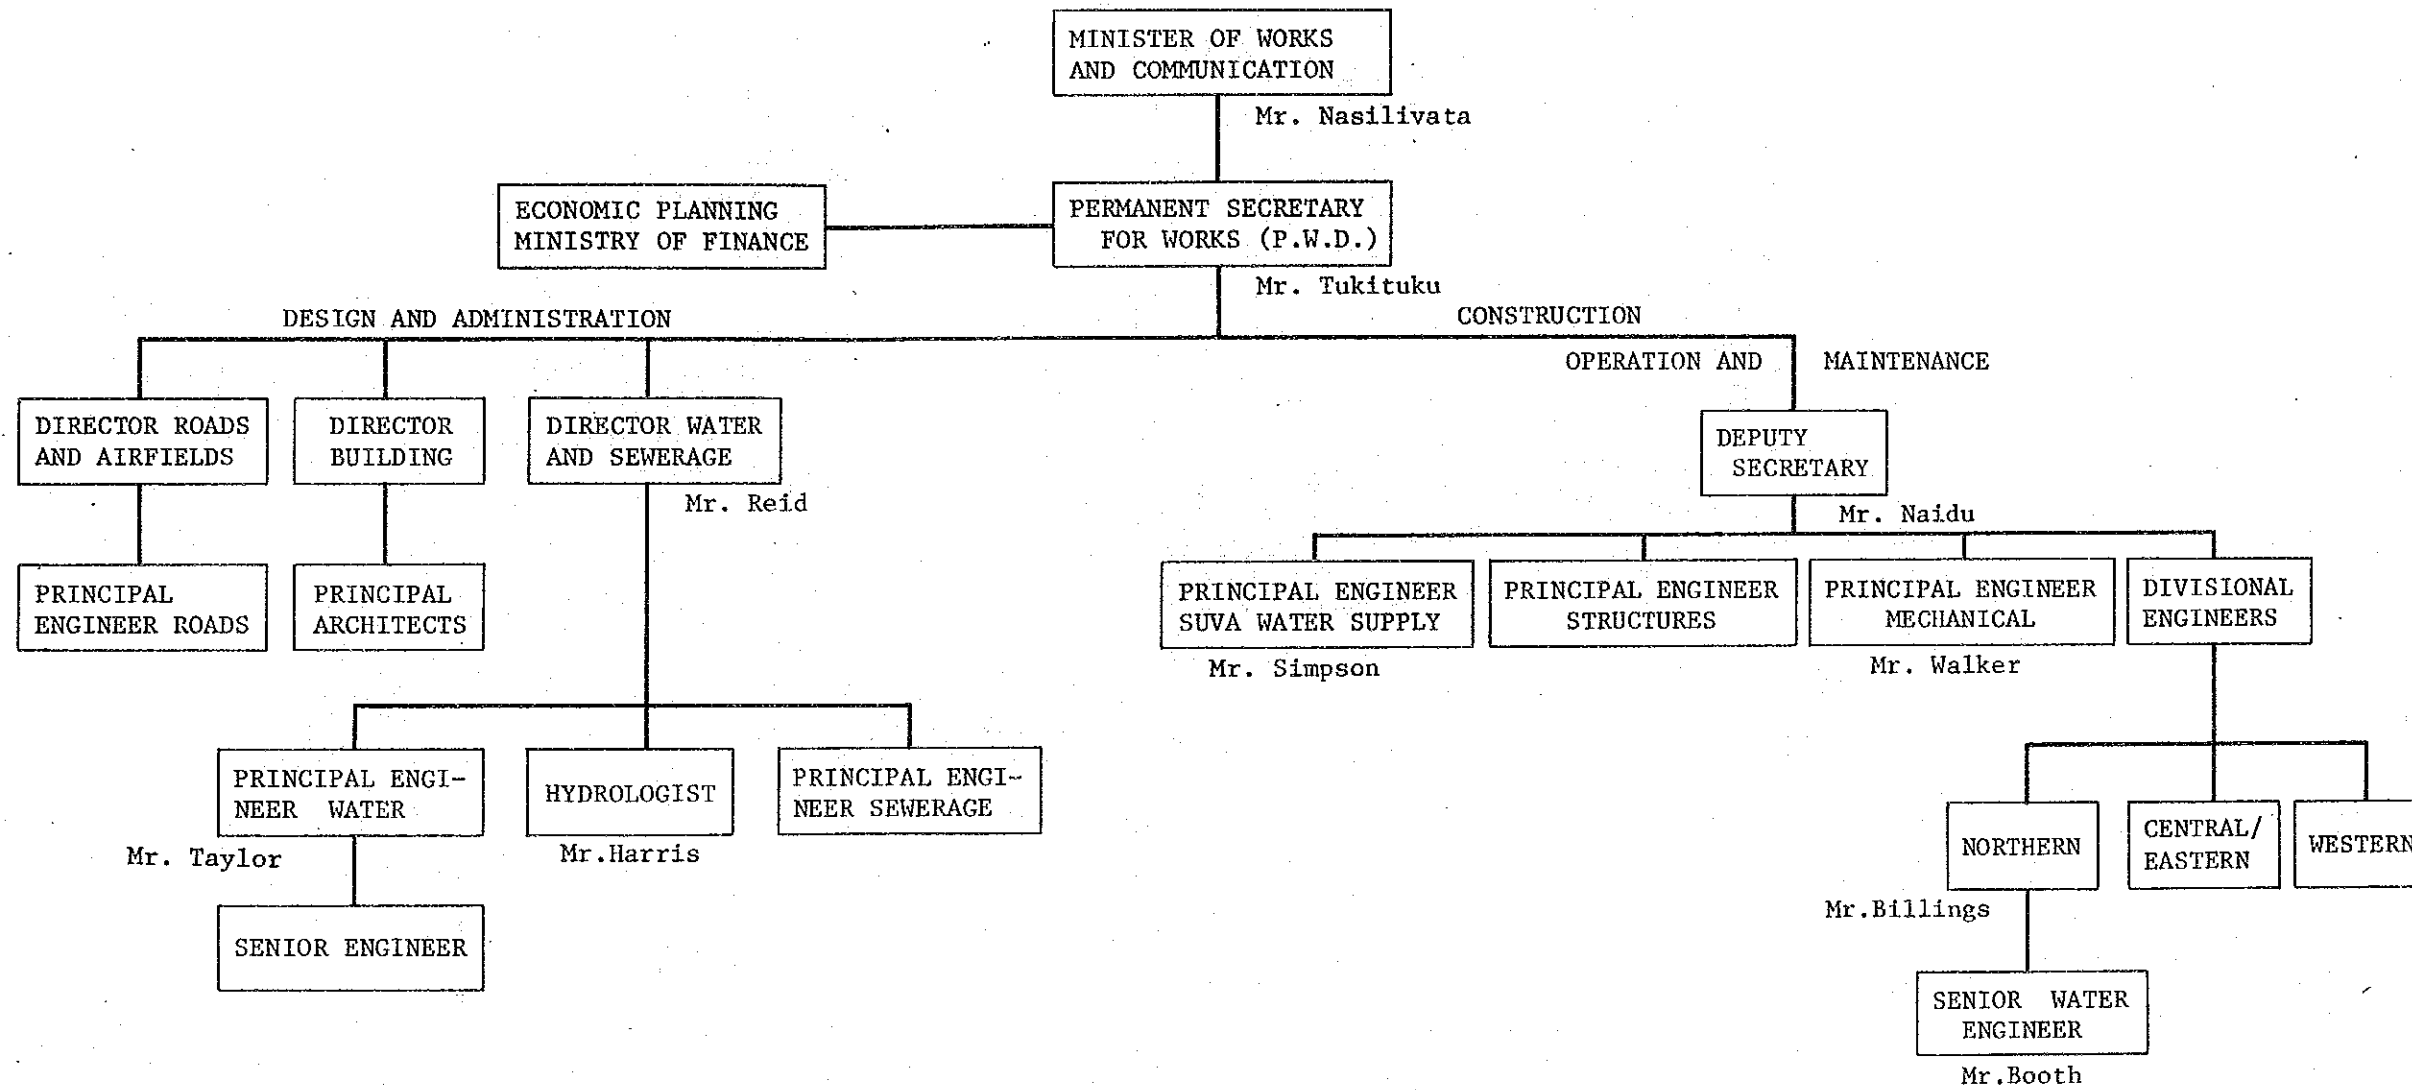 MINISTER OF WORKS
AND COMMUNICATION
Mr. Nasilivata
ECONOMIC PLANNING
MINISTRY OF FINANCE
PERMANENT SECRETARY
FOR WORKS (P.W.D.)
Mr. Tukituku
DESIGN AND ADMINISTRATION
CONSTRUCTION
OPERATION AND MAINTENANCE
DIRECTOR ROADS
AND AIRFIELDS
DIRECTOR
BUILDING
DIRECTOR WATER
AND SEWERAGE
Mr. Reid
DEPUTY
SECRETARY
Mr. Naidu
PRINCIPAL
ENGINEER ROADS
PRINCIPAL
ARCHITECTS
PRINCIPAL ENGINEER
SUVA WATER SUPPLY
Mr. Simpson
PRINCIPAL ENGINEER
STRUCTURES
PRINCIPAL ENGINEER
MECHANICAL
Mr. Walker
DIVISIONAL
ENGINEERS
PRINCIPAL ENGI-
NEER WATER
Mr. Taylor
HYDROLOGIST
Mr.Harris
PRINCIPAL ENGI-
NEER SEWERAGE
NORTHERN
Mr.Billings
CENTRAL/
EASTERN
WESTERN
SENIOR ENGINEER
SENIOR WATER
ENGINEER
Mr.Booth